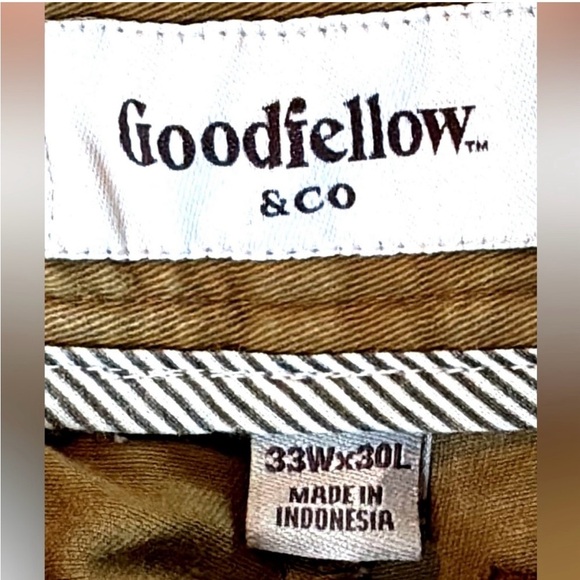 Goodfellow™
& CO
33Wx30L
MADE IN
INDONESIA